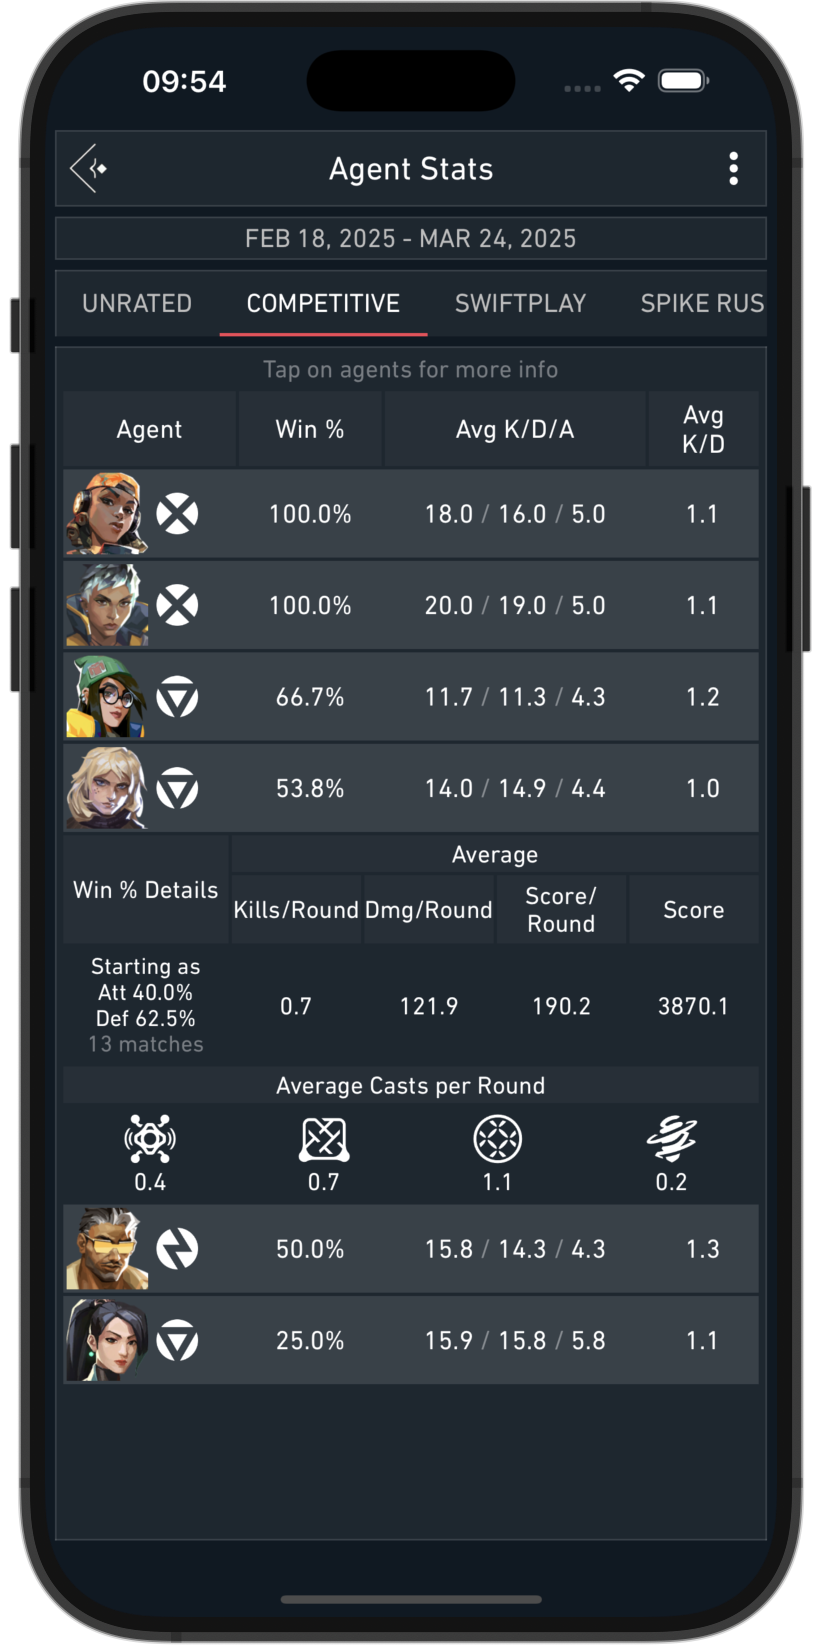 09:54
Agent Stats
FEB 18, 2025 - MAR 24, 2025
UNRATED COMPETITIVE SWIFTPLAY SPIKE RUS
Tap on agents for more info
Agent Win % Avg K/D/A Avg K/D
100.0% 18.0 / 16.0 / 5.0 1.1
100.0% 20.0 / 19.0 / 5.0 1.1
66.7% 11.7 / 11.3 / 4.3 1.2
53.8% 14.0 / 14.9 / 4.4 1.0
Win % Details
Average
Kills/Round Dmg/Round Score/Round Score
Starting as
Att 40.0%
Def 62.5%
13 matches
0.7 121.9 190.2 3870.1
Average Casts per Round
0.4 0.7 1.1 0.2
50.0% 15.8 / 14.3 / 4.3 1.3
25.0% 15.9 / 15.8 / 5.8 1.1